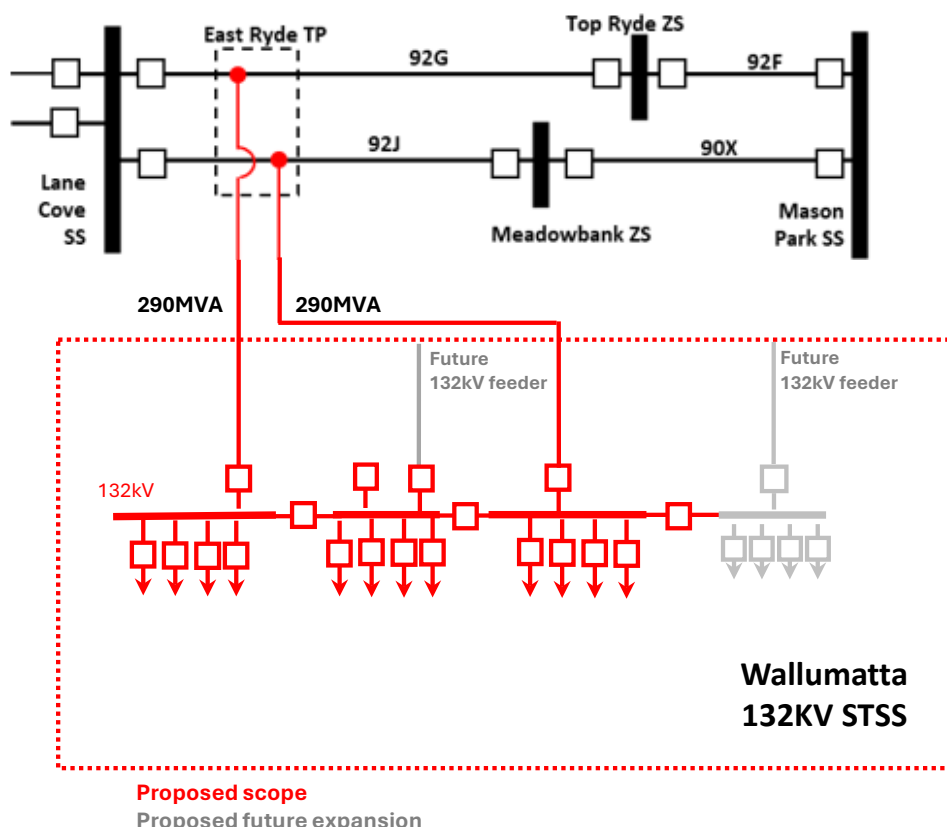 East Ryde TP
Top Ryde ZS
92G
92F
92J
90X
Lane
Cove
SS
Meadowbank ZS
Mason
Park SS
290MVA
290MVA
Future
132kV feeder
Future
132kV feeder
132kV
Wallumatta
132KV STSS
Proposed scope
Proposed future expansion